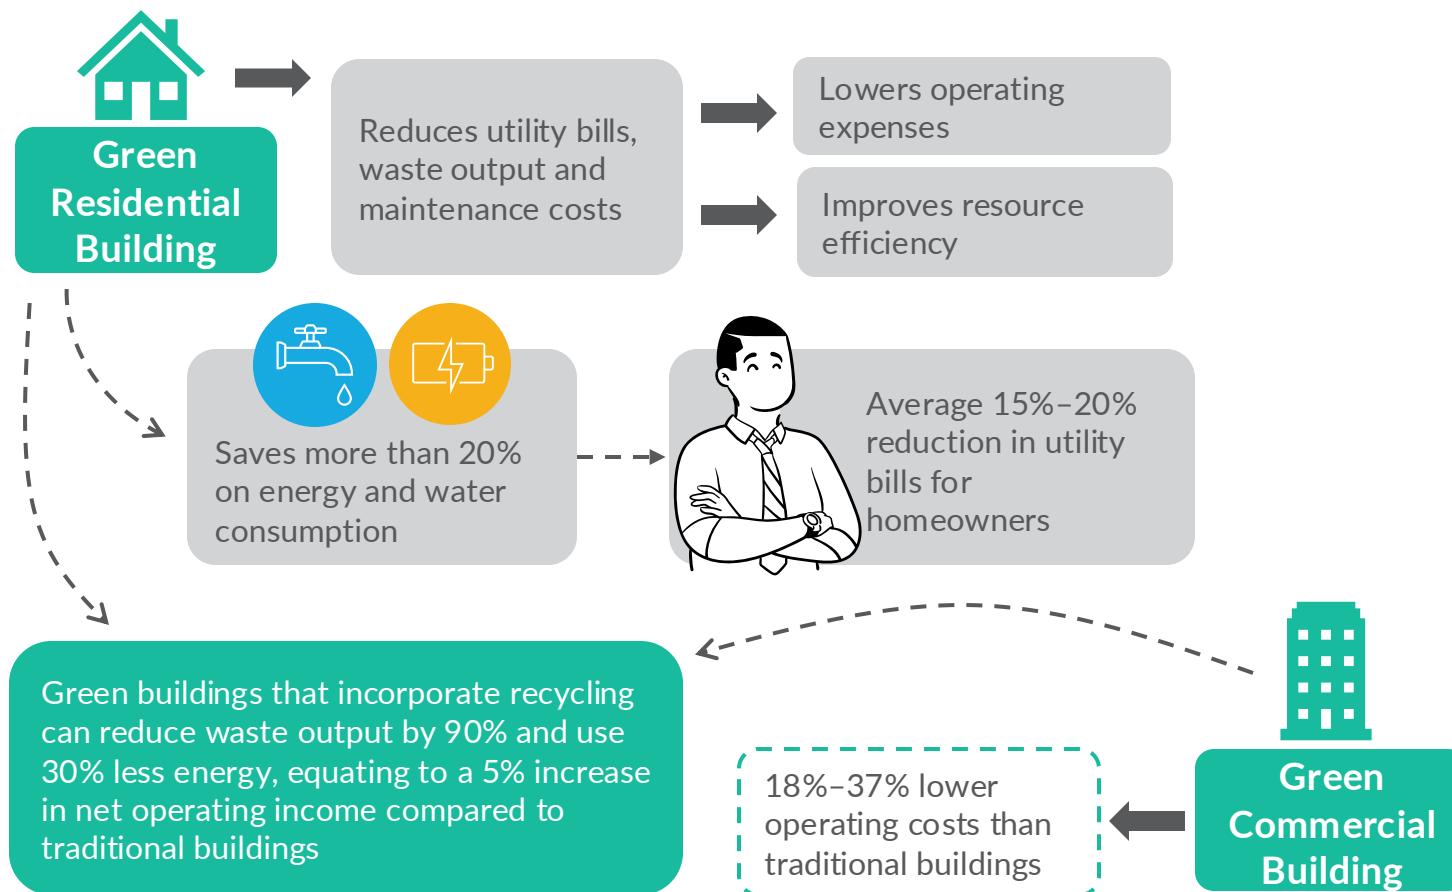 Green
Residential
Building
Reduces utility bills,
waste output and
maintenance costs
Lowers operating
expenses
Improves resource
efficiency
Saves more than 20%
on energy and water
consumption
Average 15%–20%
reduction in utility
bills for
homeowners
Green buildings that incorporate recycling
can reduce waste output by 90% and use
30% less energy, equating to a 5% increase
in net operating income compared to
traditional buildings
18%–37% lower
operating costs than
traditional buildings
Green
Commercial
Building